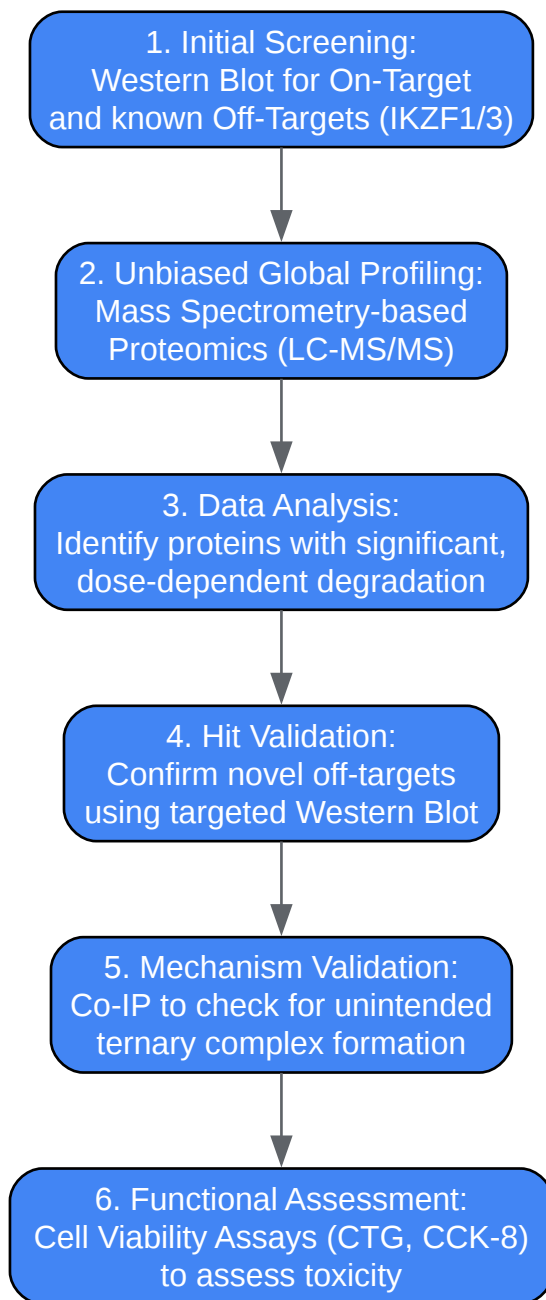 1. Initial Screening:
Western Blot for On-Target
and known Off-Targets (IKZF1/3)
2. Unbiased Global Profiling:
Mass Spectrometry-based
Proteomics (LC-MS/MS)
3. Data Analysis:
Identify proteins with significant,
dose-dependent degradation
4. Hit Validation:
Confirm novel off-targets
using targeted Western Blot
5. Mechanism Validation:
Co-IP to check for unintended
ternary complex formation
6. Functional Assessment:
Cell Viability Assays (CTG, CCK-8)
to assess toxicity